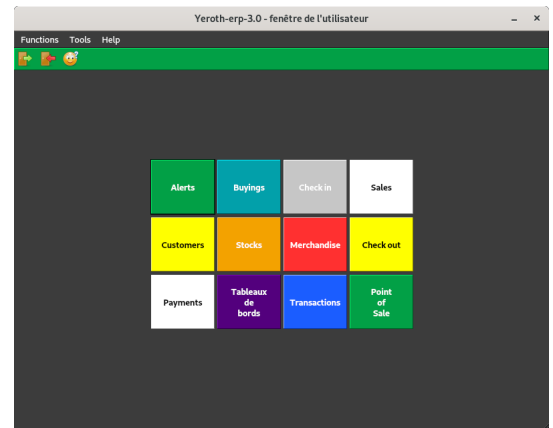 Yeroth-erp-3.0 - fenêtre de l'utilisateur
Functions Tools Help
Alerts
Buyings
Check in
Sales
Customers
Stocks
Merchandise
Check out
Payments
Tableaux
de
bords
Transactions
Point
of
Sale